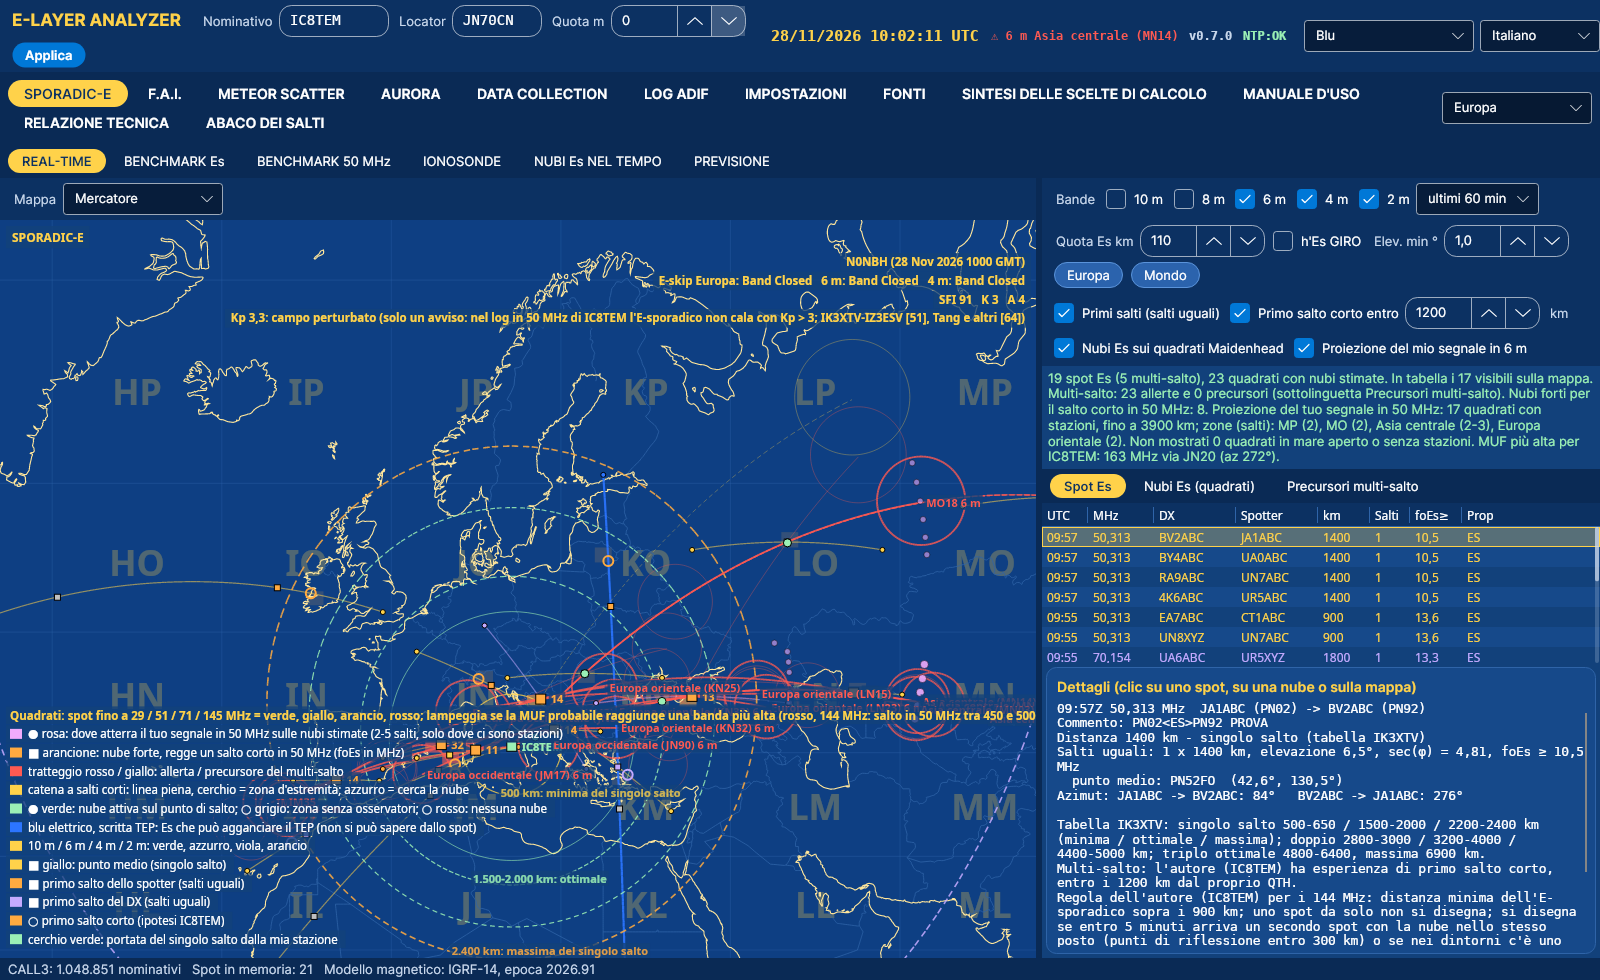 E-LAYER ANALYZER Nominativo IC8TEM Locator JN70CN Quota m 0
28/11/2026 10:02:11 UTC ⚠ 6 m Asia centrale (MN14) v0.7.0 NTP:OK Blu Italiano
Applica
SPORADIC-E F.A.I. METEOR SCATTER AURORA DATA COLLECTION LOG ADIF IMPOSTAZIONI FONTI SINTESI DELLE SCELTE DI CALCOLO MANUALE D'USO
RELAZIONE TECNICA ABACO DEI SALTI
Europa
REAL-TIME BENCHMARK Es BENCHMARK 50 MHz IONOSONDE NUBI Es NEL TEMPO PREVISIONE
Mappa Mercatore
SPORADIC-E
N0NBH (28 Nov 2026 1000 GMT)
E-skip Europa: Band Closed 6 m: Band Closed 4 m: Band Closed
SFI 91 K 3 A 4
Kp 3,3: campo perturbato (solo un avviso: nel log in 50 MHz di IC8TEM l'E-sporadico non cala con Kp > 3; IK3XTV-IZ3ESV [51], Tang e altri [64])
HP IP JP KP LP MP
MO18 6 m
HO IO KO LO MO
HN IN
Europa orientale (KN25)
Europa orientale (LN15)
14
Quadrati: spot fino a 29 / 51 / 71 / 145 MHz = verde, giallo, arancio, rosso; lampeggia se la MUF probabile raggiunge una banda più alta (rosso, 144 MHz: salto in 50 MHz tra 450 e 500
rosa: dove atterra il tuo segnale in 50 MHz sulle nubi stimate (2-5 salti, solo dove ci sono stazioni)
Europa orientale (KN32) 6 m
arancione: nube forte, regge un salto corto in 50 MHz (foEs in MHz)
32 11 IC8TE
Europa occidentale (JN90) 6 m
tratteggio rosso / giallo: allerta / precursore del multi-salto
Europa occidentale (JM17) 6 m
catena a salti corti: linea piena, cerchio = zona d'estremità; azzurro = cerca la nube
500 km: minima del singolo salto
verde: nube attiva sul punto di salto; grigio: zona senza osservatori; rosso: nessuna nube
KM LM MM
blu elettrico, scritta TEP: Es che può agganciare il TEP (non si può sapere dallo spot)
10 m / 6 m / 4 m / 2 m: verde, azzurro, viola, arancio
giallo: punto medio (singolo salto)
primo salto dello spotter (salti uguali)
1.500-2.000 km: ottimale
primo salto del DX (salti uguali)
IL JL KL LL ML
primo salto corto (ipotesi IC8TEM)
cerchio verde: portata del singolo salto dalla mia stazione
2.400 km: massima del singolo salto
Bande 10 m 8 m 6 m 4 m 2 m ultimi 60 min
Quota Es km 110 h'Es GIRO Elev. min ° 1,0
Europa Mondo
Primi salti (salti uguali) Primo salto corto entro 1200 km
Nubi Es sui quadrati Maidenhead Proiezione del mio segnale in 6 m
19 spot Es (5 multi-salto), 23 quadrati con nubi stimate. In tabella i 17 visibili sulla mappa.
Multi-salto: 23 allerte e 0 precursori (sottolinguetta Precursori multi-salto). Nubi forti per
il salto corto in 50 MHz: 8. Proiezione del tuo segnale in 50 MHz: 17 quadrati con
stazioni, fino a 3900 km; zone (salti): MP (2), MO (2), Asia centrale (2-3), Europa
orientale (2). Non mostrati 0 quadrati in mare aperto o senza stazioni. MUF più alta per
IC8TEM: 163 MHz via JN20 (az 272°).
Spot Es Nubi Es (quadrati) Precursori multi-salto
UTC MHz DX Spotter km Salti foEs≥ Prop
09:57 50,313 BV2ABC JA1ABC 1400 1 10,5 ES
09:57 50,313 BY4ABC UA0ABC 1400 1 10,5 ES
09:57 50,313 RA9ABC UN7ABC 1400 1 10,5 ES
09:57 50,313 4K6ABC UR5ABC 1400 1 10,5 ES
09:55 50,313 EA7ABC CT1ABC 900 1 13,6 ES
09:55 50,313 UN8XYZ UN7ABC 900 1 13,6 ES
09:55 70,154 UA6ABC UR5XYZ 1800 1 13,3 ES
Dettagli (clic su uno spot, su una nube o sulla mappa)
09:57Z 50,313 MHz JA1ABC (PN02) -> BV2ABC (PN92)
Commento: PN02<ES>PN92 PROVA
Distanza 1400 km - singolo salto (tabella IK3XTV)
Salti uguali: 1 x 1400 km, elevazione 6,5°, sec(φ) = 4,81, foEs ≥ 10,5
MHz
punto medio: PN52FO (42,6°, 130,5°)
Azimut: JA1ABC -> BV2ABC: 84° BV2ABC -> JA1ABC: 276°
Tabella IK3XTV: singolo salto 500-650 / 1500-2000 / 2200-2400 km
(minima / ottimale / massima); doppio 2800-3000 / 3200-4000 /
4400-5000 km; triplo ottimale 4800-6400, massima 6900 km.
Multi-salto: l'autore (IC8TEM) ha esperienza di primo salto corto,
entro i 1200 km dal proprio QTH.
Regola dell'autore (IC8TEM) per i 144 MHz: distanza minima dell'E-
sporadico sopra i 900 km; uno spot da solo non si disegna; si disegna
se entro 5 minuti arriva un secondo spot con la nube nello stesso
posto (punti di riflessione entro 300 km) o se nei dintorni c'è uno
CALL3: 1.048.851 nominativi Spot in memoria: 21 Modello magnetico: IGRF-14, epoca 2026.91